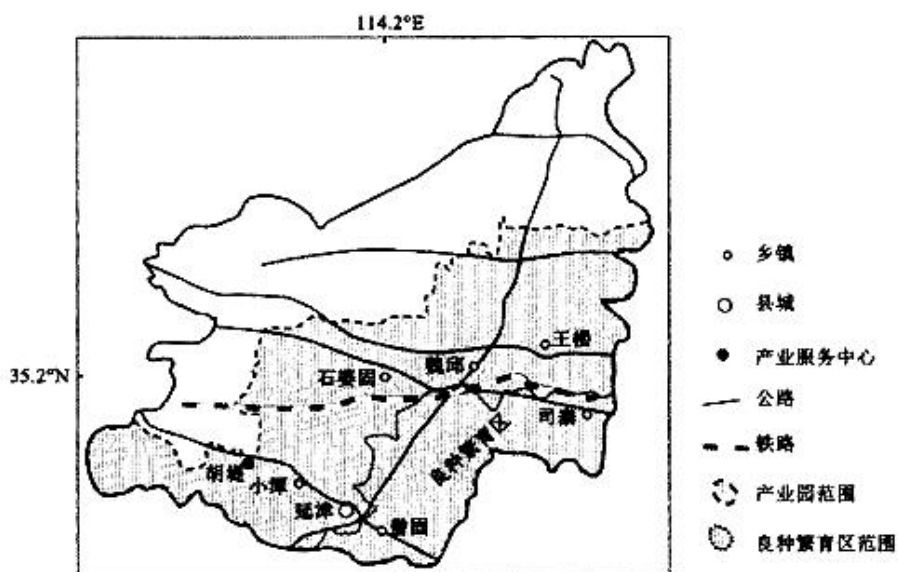 114.2°E
乡镇
县城
王楼
产业服务中心
魏邱
35.2°N
石婆固
公路
司寨
铁路
良种繁育区
胡堤
小潭
产业园范围
延津
僧固
良种繁育区范围